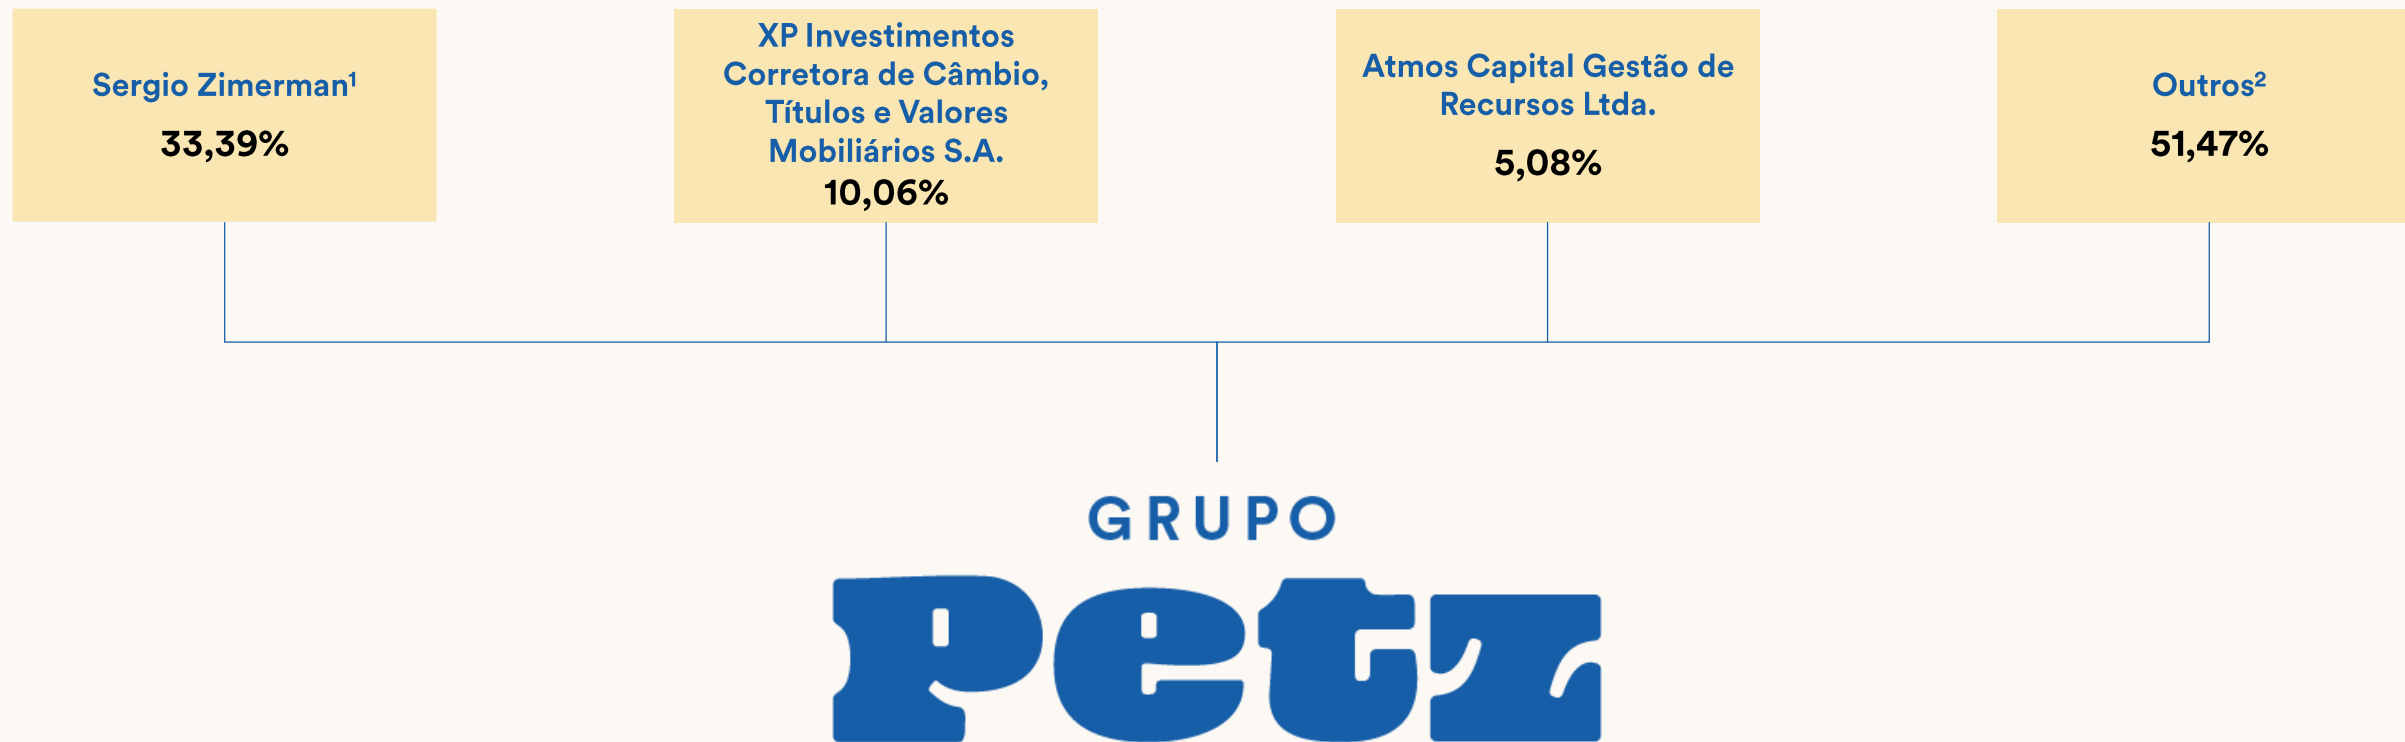 Sergio Zimerman¹
33,39%
XP Investimentos
Corretora de Câmbio,
Títulos e Valores
Mobiliários S.A.
10,06%
Atmos Capital Gestão de
Recursos Ltda.
5,08%
Outros²
51,47%
GRUPO
Petz